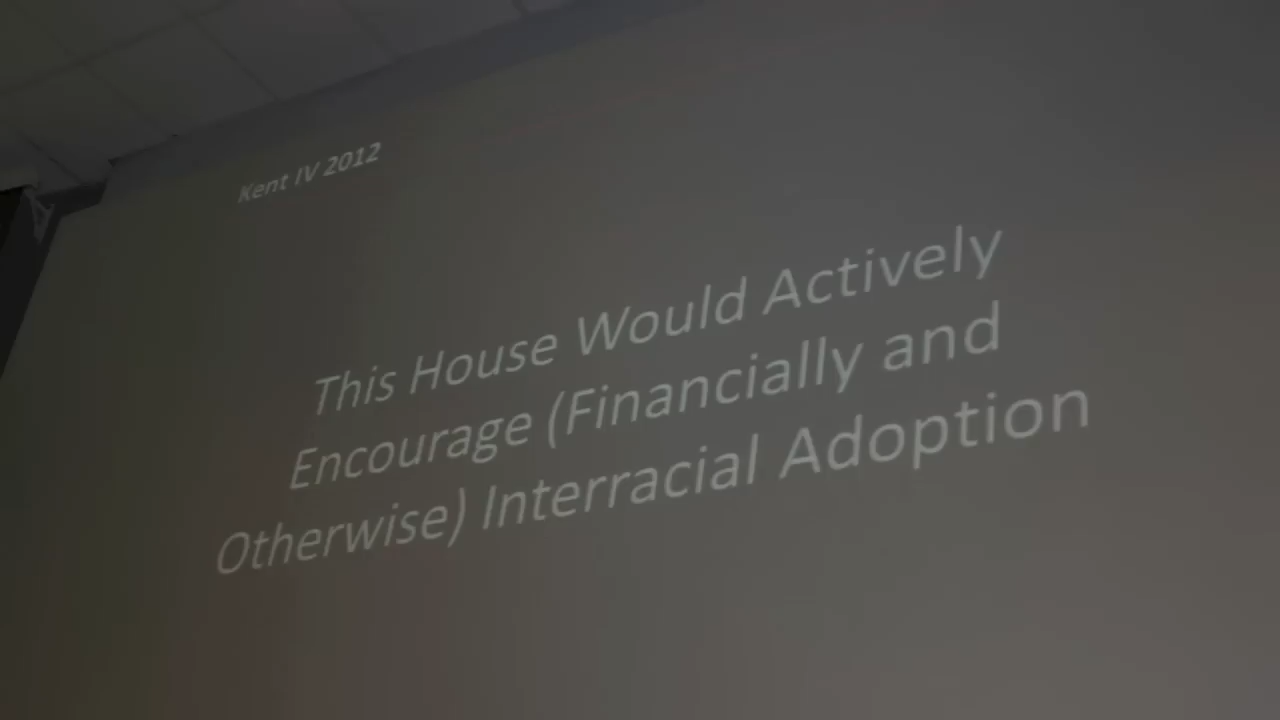 Kent IV 2012
This House Would Actively
Encourage (Financially and
Otherwise) Interracial Adoption